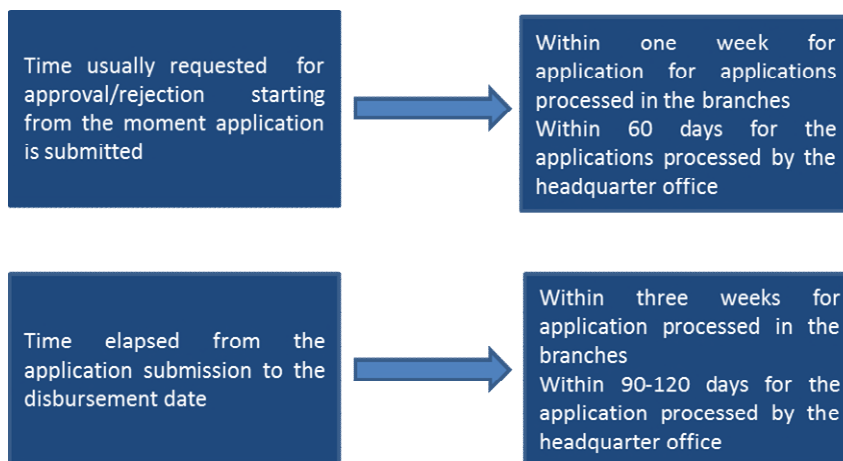 Time usually requested for
approval/rejection starting
from the moment application
is submitted
Within one week for
application for applications
processed in the branches
Within 60 days for the
applications processed by the
headquarter office
Time elapsed from the
application submission to the
disbursement date
Within three weeks for
application processed in the
branches
Within 90-120 days for the
application processed by the
headquarter office